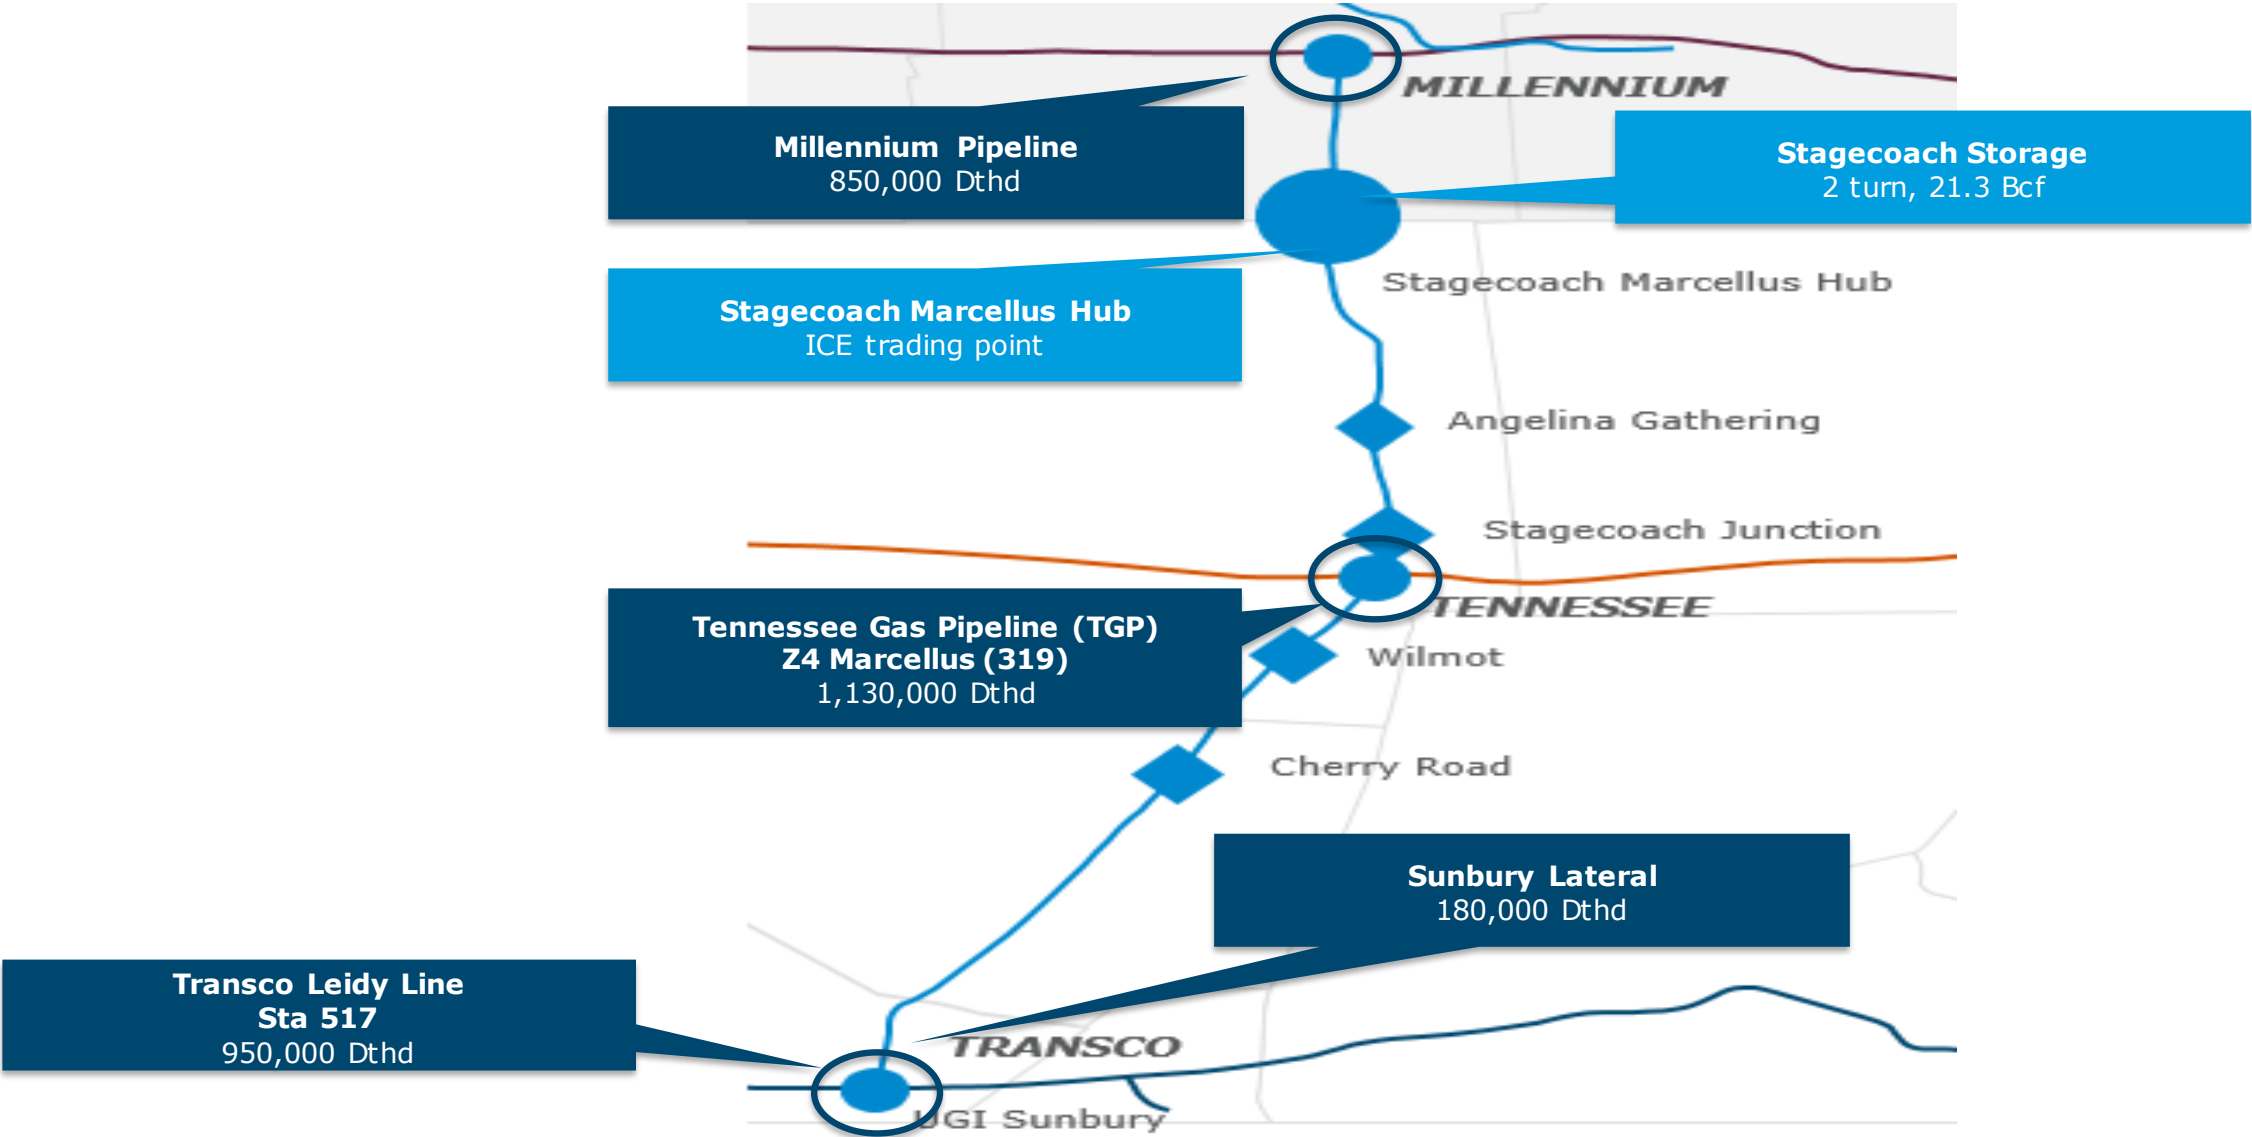 MILLENNIUM
Millennium Pipeline
850,000 Dthd
Stagecoach Storage
2 turn, 21.3 Bcf
Stagecoach Marcellus Hub
Stagecoach Marcellus Hub
ICE trading point
Angelina Gathering
Stagecoach Junction
TENNESSEE
Tennessee Gas Pipeline (TGP)
Z4 Marcellus (319)
1,130,000 Dthd
Wilmot
Cherry Road
Sunbury Lateral
180,000 Dthd
Transco Leidy Line
Sta 517
950,000 Dthd
TRANSCO
UGI Sunbury